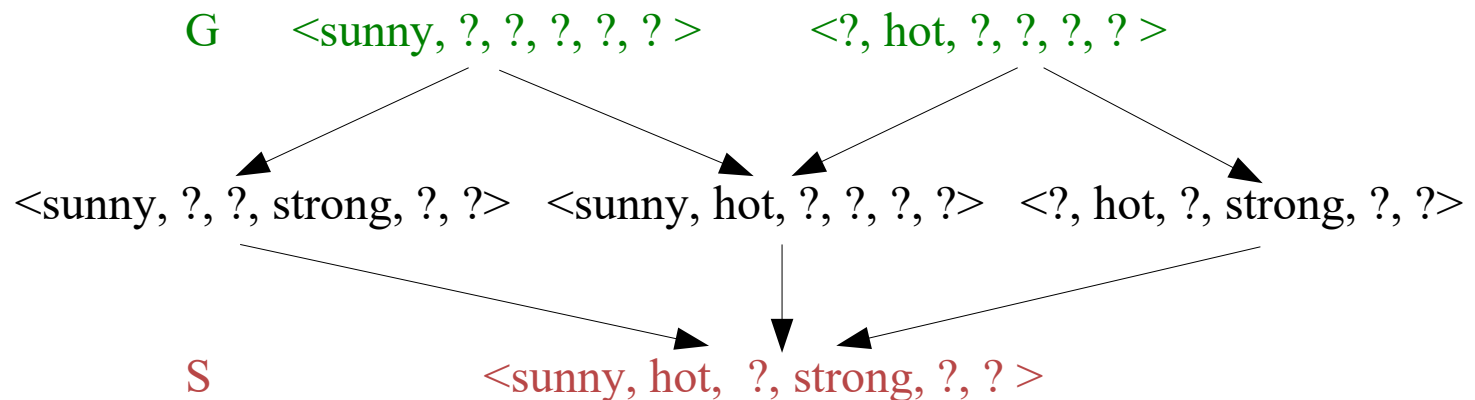 G <sunny, ?, ?, ?, ?, ? > <?, hot, ?, ?, ?, ? >
<sunny, ?, ?, strong, ?, ?> <sunny, hot, ?, ?, ?, ?> <?, hot, ?, strong, ?, ?>
S <sunny, hot, ?, strong, ?, ? >